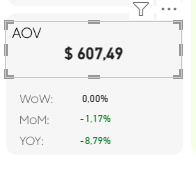 AOV
$ 607,49
WoW: 0,00%
MoM: -1,17%
YOY: -8,79%